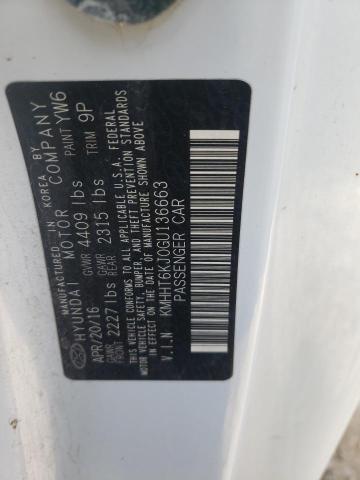 MANUFACTURED IN KOREA BY
HYUNDAI MOTOR COMPANY
APR/20/16 GVWR 4409 lbs PAINT YW6
GAWR FRONT 2227 lbs GAWR REAR 2315 lbs TRIM 9P
THIS VEHICLE CONFORMS TO ALL APPLICABLE U.S.A. FEDERAL
MOTOR VEHICLE SAFETY, BUMPER, AND THEFT PREVENTION STANDARDS
IN EFFECT ON THE DATE OF MANUFACTURE SHOWN ABOVE
V.I.N KMHHT6KJ0GU136663
PASSENGER CAR